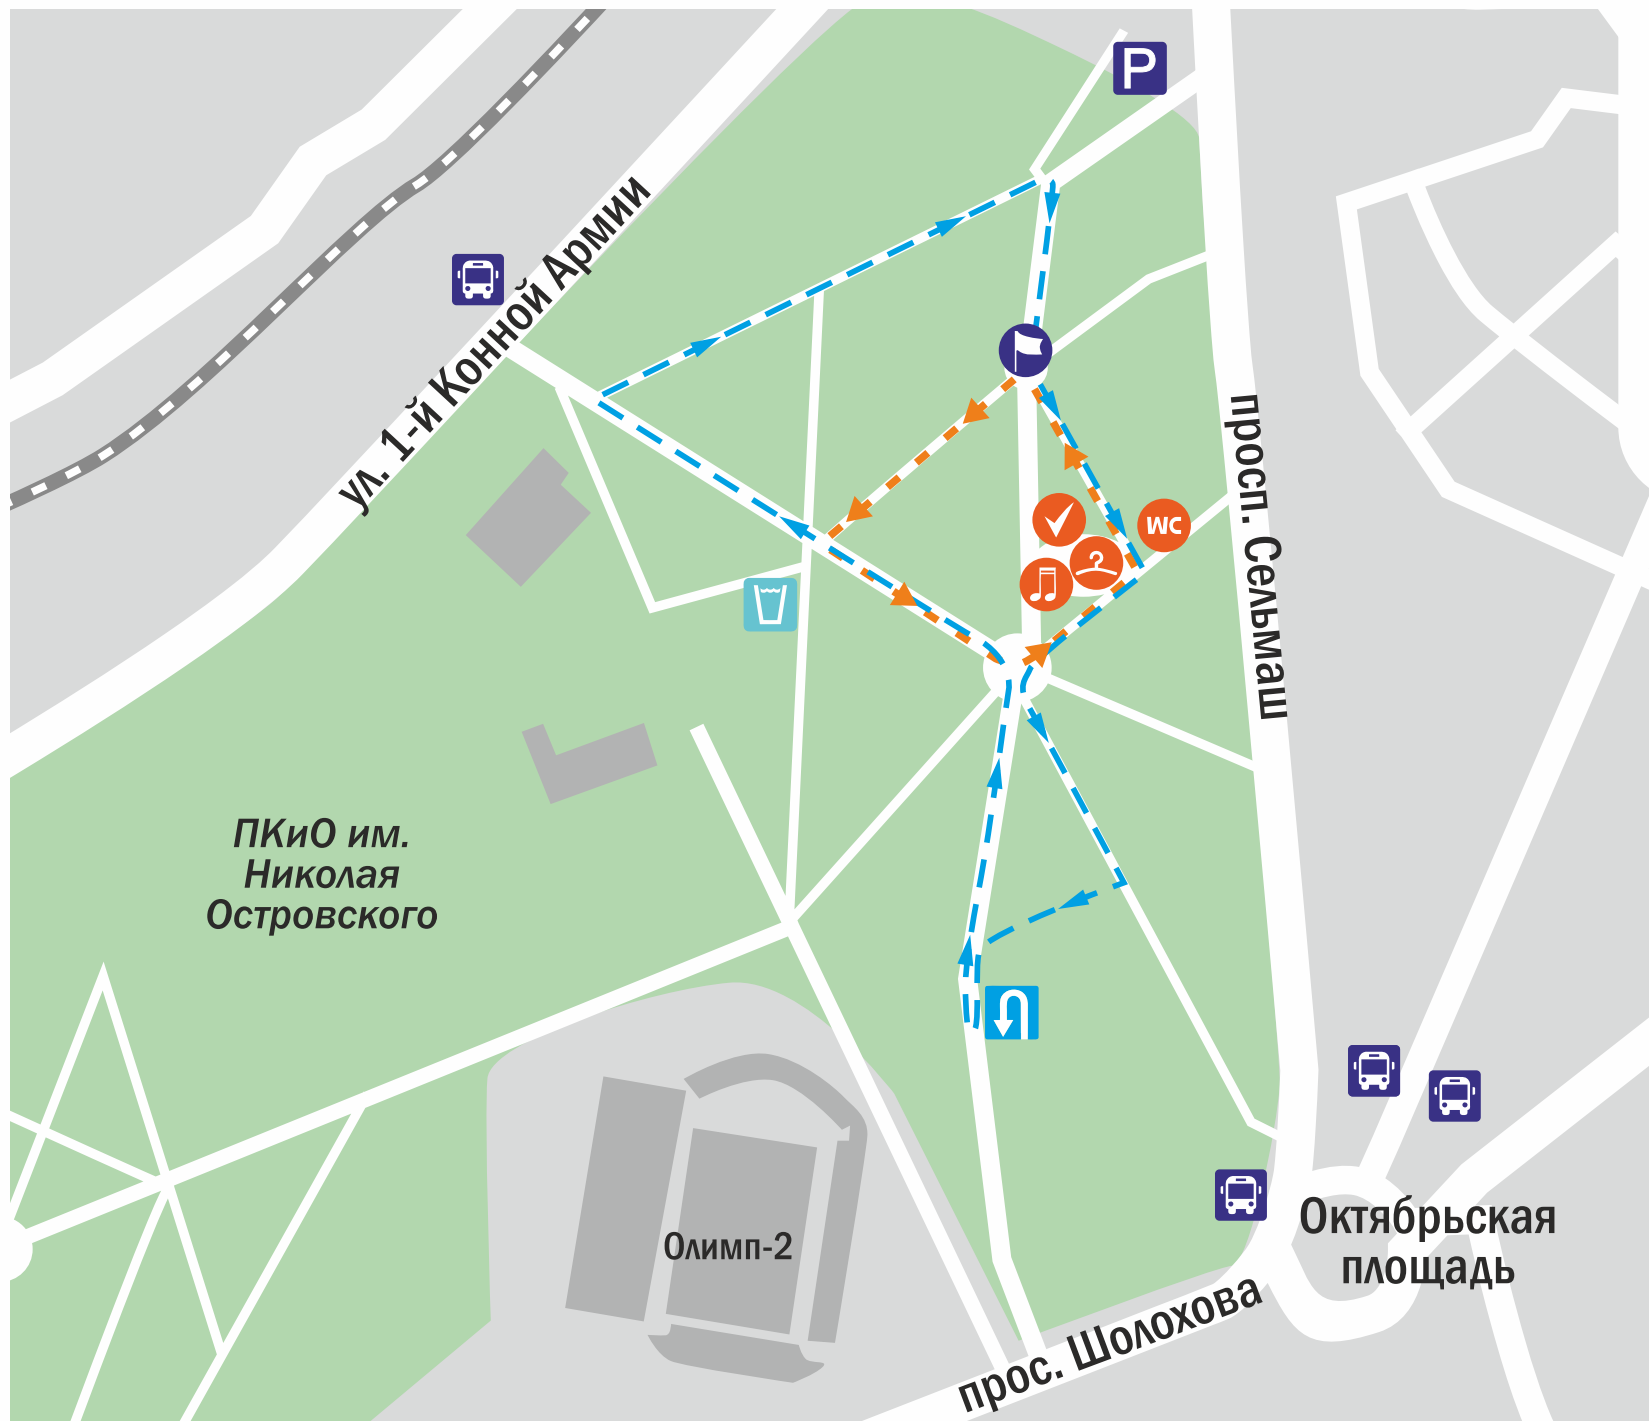 P
ул. 1-й Конной Армии
просп. Сельмаш
WC
ПКиО им.
Николая
Островского
Олимп-2
Октябрьская
площадь
прос. Шолохова